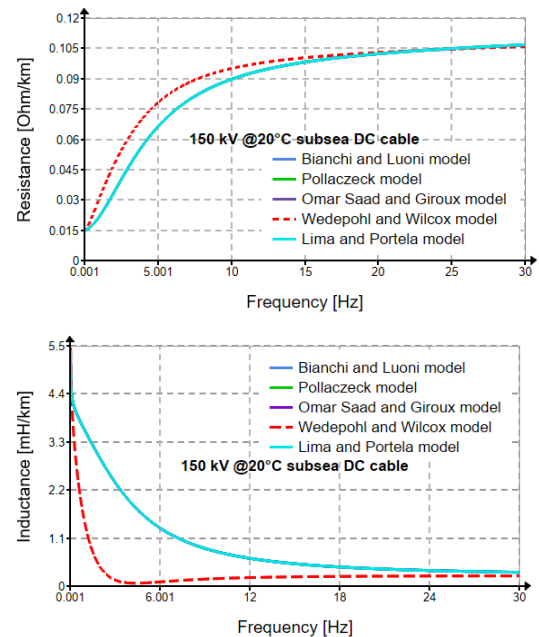 0.12
0.105
0.09
0.075
0.06
0.045
0.03
0.015
0
Resistance [Ohm/km]
150 kV @20°C subsea DC cable
Bianchi and Luoni model
Pollaczeck model
Omar Saad and Giroux model
Wedepohl and Wilcox model
Lima and Portela model
0.001 5.001 10 15 20 25 30
Frequency [Hz]
5.5
4.4
3.3
2.2
1.1
0
Inductance [mH/km]
Bianchi and Luoni model
Pollaczeck model
Omar Saad and Giroux model
Wedepohl and Wilcox model
Lima and Portela model
150 kV @20°C subsea DC cable
0.001 6.001 12 18 24 30
Frequency [Hz]